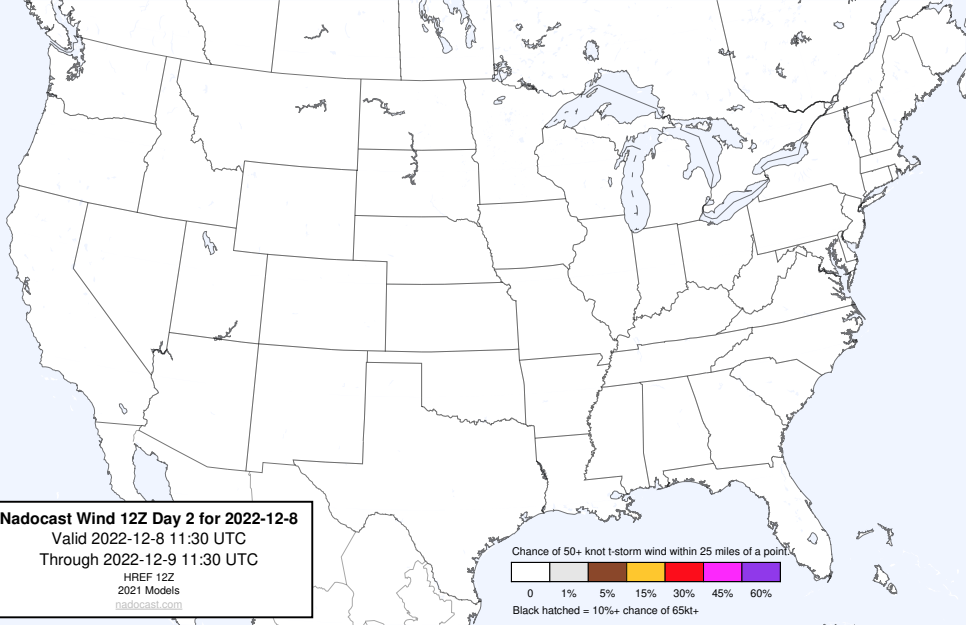 Nadocast Wind 12Z Day 2 for 2022-12-8
Valid 2022-12-8 11:30 UTC
Through 2022-12-9 11:30 UTC
HREF 12Z
2021 Models
nadocast.com
Chance of 50+ knot t-storm wind within 25 miles of a point.
0 1% 5% 15% 30% 45% 60%
Black hatched = 10%+ chance of 65kt+